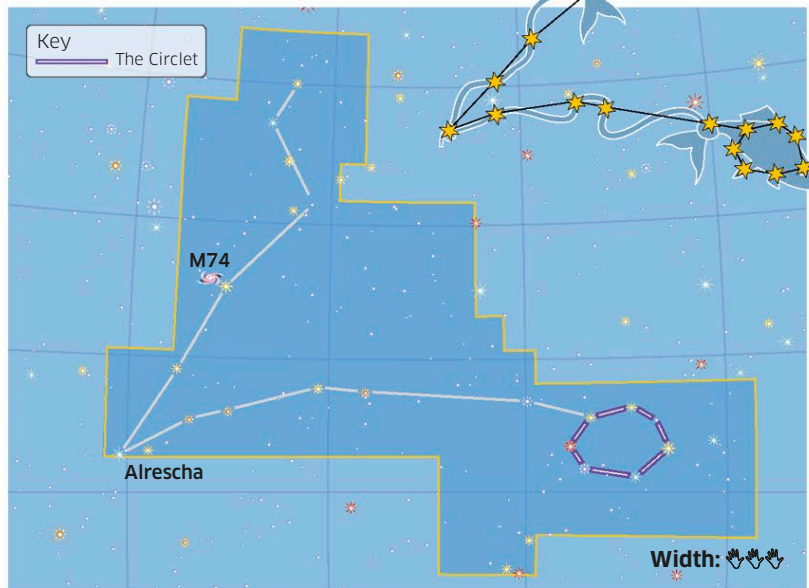 Key
The Circlet
M74
Alrescha
Width: